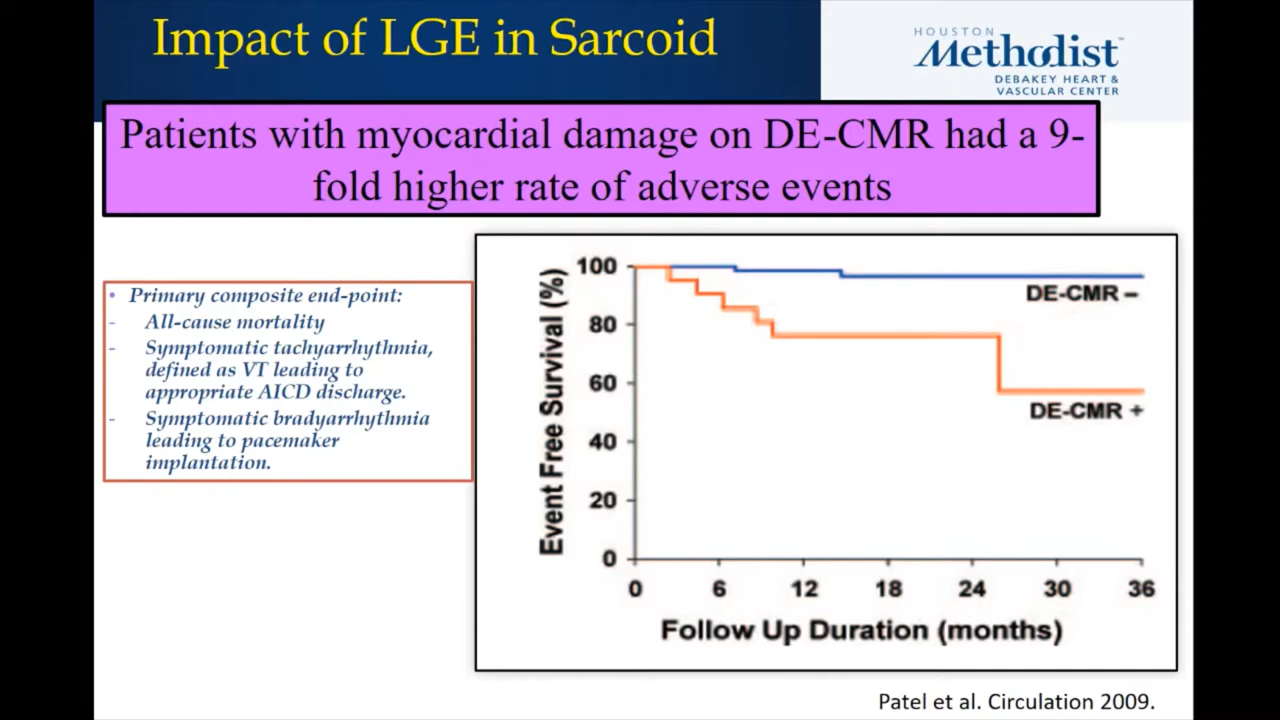 Impact of LGE in Sarcoid
HOUSTON
Methodist™
DEBAKEY HEART &
VASCULAR CENTER
Patients with myocardial damage on DE-CMR had a 9-
fold higher rate of adverse events
• Primary composite end-point:
- All-cause mortality
- Symptomatic tachyarrhythmia,
defined as VT leading to
appropriate AICD discharge.
- Symptomatic bradyarrhythmia
leading to pacemaker
implantation.
Event Free Survival (%)
100
80
60
40
20
0
DE-CMR –
DE-CMR +
0 6 12 18 24 30 36
Follow Up Duration (months)
Patel et al. Circulation 2009.